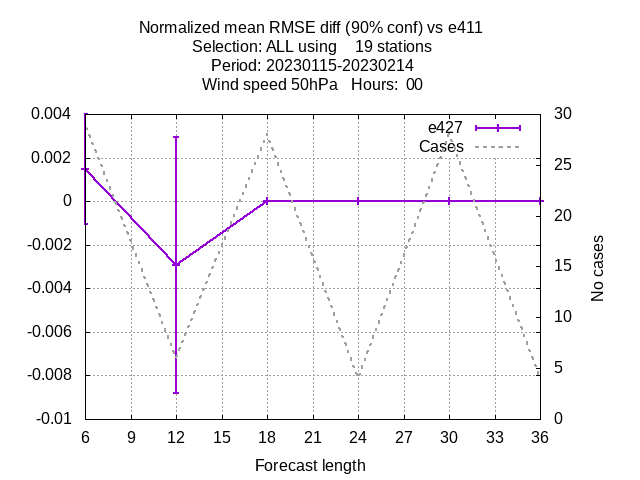 Normalized mean RMSE diff (90% conf) vs e411
Selection: ALL using    19 stations
Period: 20230115-20230214
Wind speed 50hPa   Hours:  00
e427
Cases
0.004
0.002
0
-0.002
-0.004
-0.006
-0.008
-0.01
30
25
20
15
10
5
0
No cases
6 9 12 15 18 21 24 27 30 33 36
Forecast length